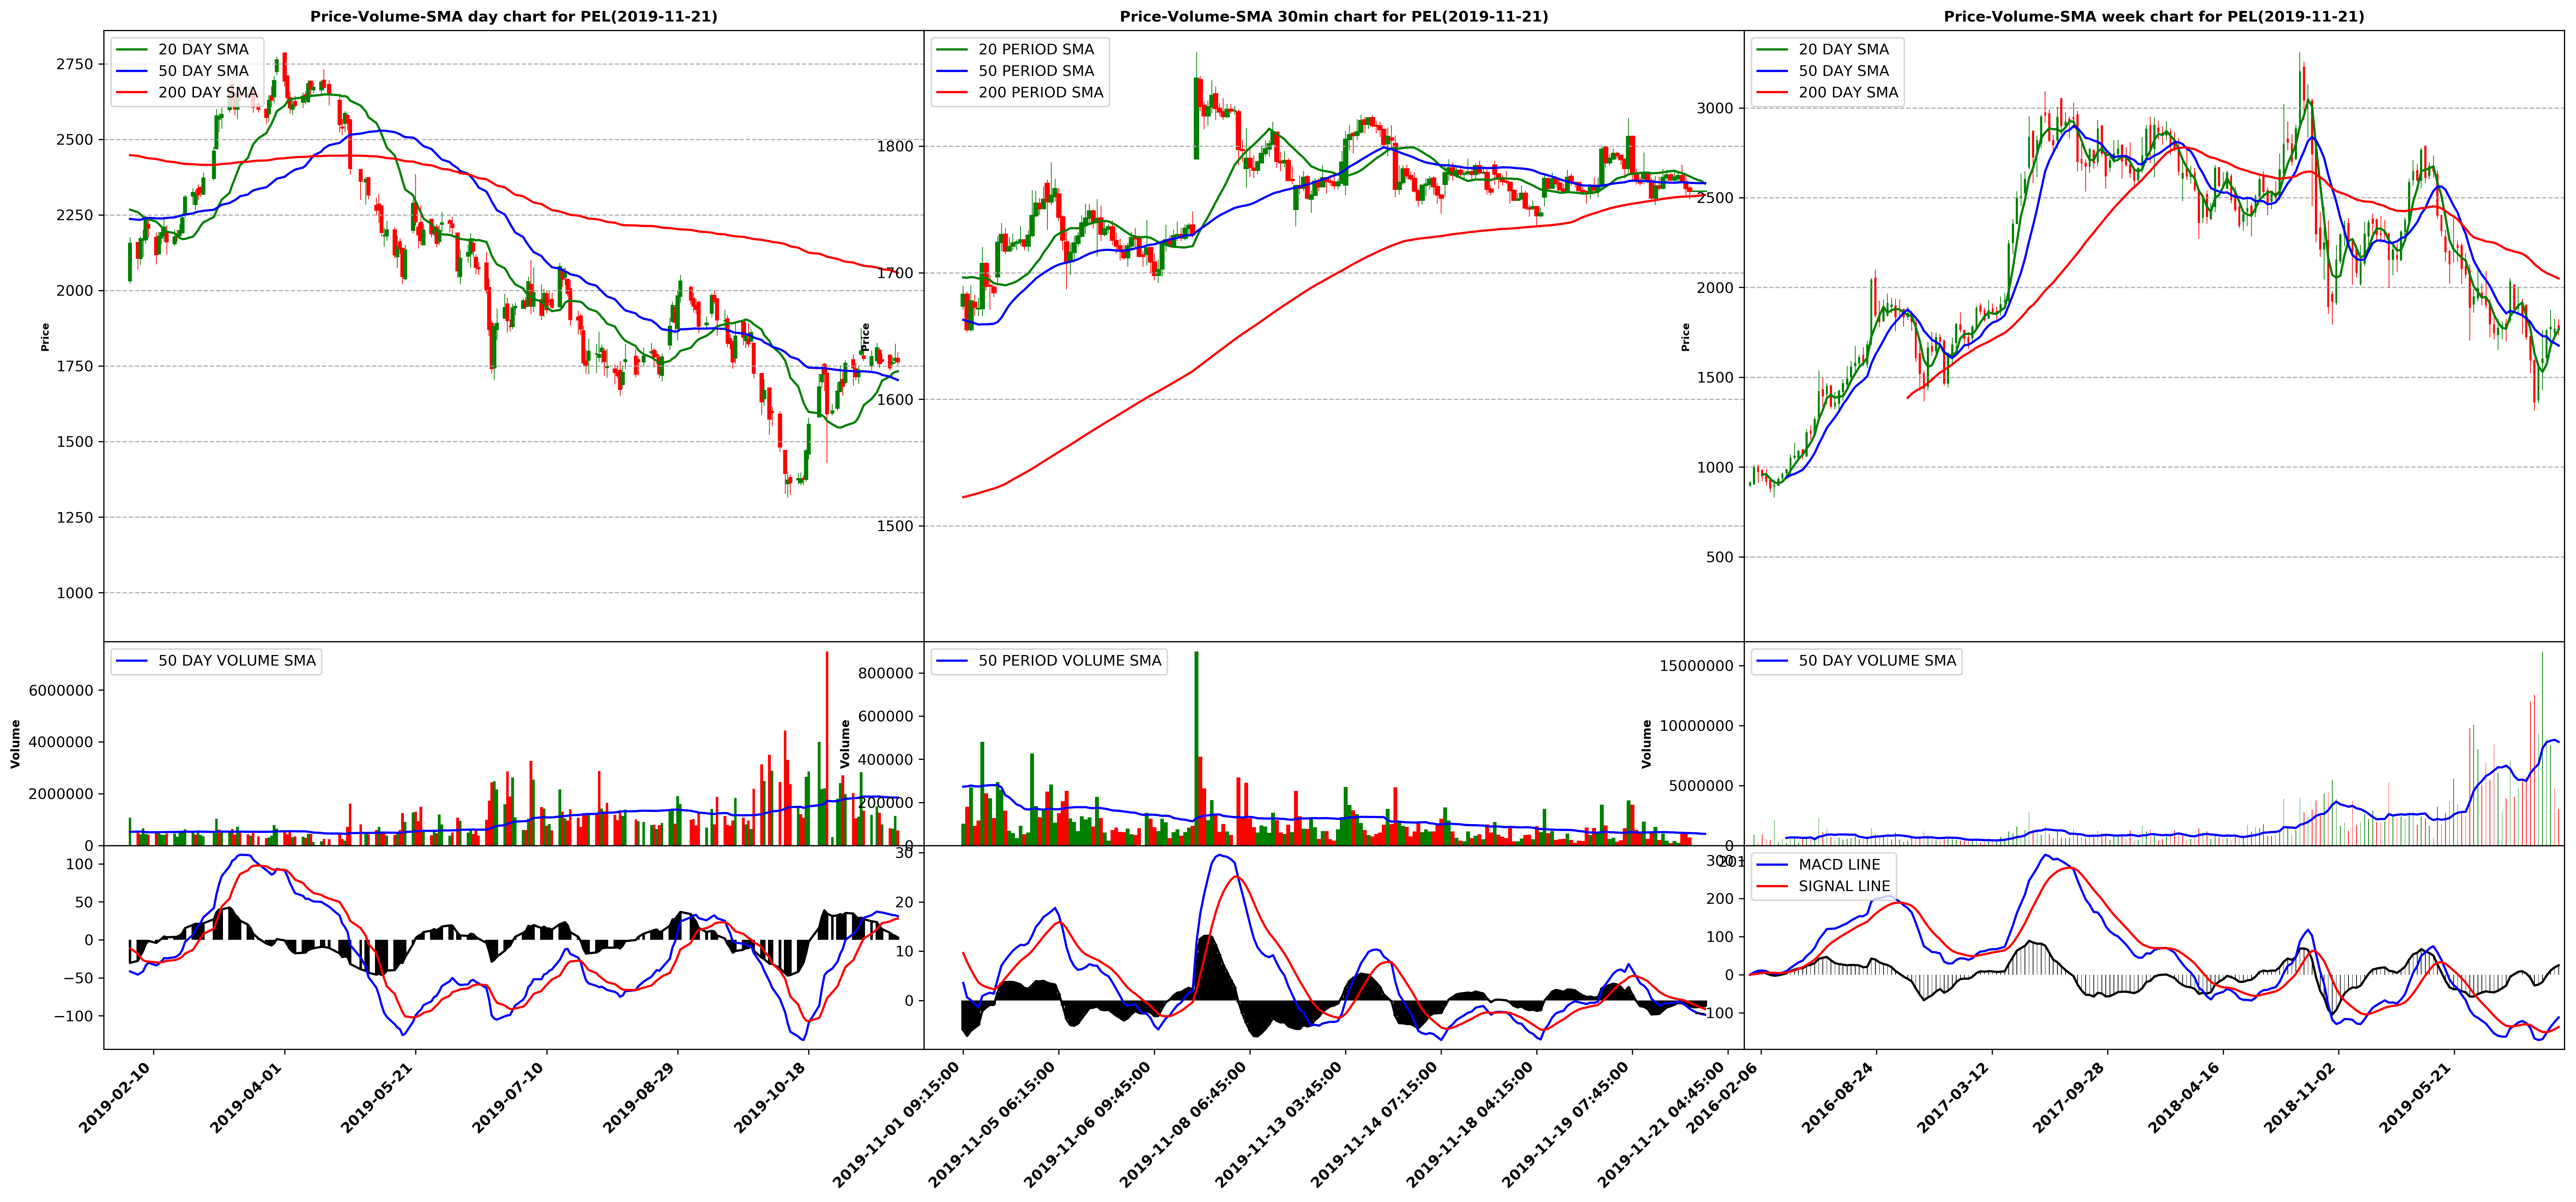 Price-Volume-SMA day chart for PEL(2019-11-21)
20 DAY SMA
50 DAY SMA
200 DAY SMA
2750
2500
2250
2000
1750
1500
1250
1000
Price
50 DAY VOLUME SMA
6000000
4000000
2000000
0
Volume
100
50
0
−50
−100
2019-02-10
2019-04-01
2019-05-21
2019-07-10
2019-08-29
2019-10-18
Price-Volume-SMA 30min chart for PEL(2019-11-21)
20 PERIOD SMA
50 PERIOD SMA
200 PERIOD SMA
1800
1700
1600
1500
Price
50 PERIOD VOLUME SMA
800000
600000
400000
200000
0
Volume
30
20
10
0
2019-11-01 09:15:00
2019-11-05 06:15:00
2019-11-06 09:45:00
2019-11-08 06:45:00
2019-11-13 03:45:00
2019-11-14 07:15:00
2019-11-18 04:15:00
2019-11-19 07:45:00
2019-11-21 04:45:00
Price-Volume-SMA week chart for PEL(2019-11-21)
20 DAY SMA
50 DAY SMA
200 DAY SMA
3000
2500
2000
1500
1000
500
Price
50 DAY VOLUME SMA
15000000
10000000
5000000
0
Volume
MACD LINE
SIGNAL LINE
300
200
100
0
100
2016-02-06
2016-08-24
2017-03-12
2017-09-28
2018-04-16
2018-11-02
2019-05-21